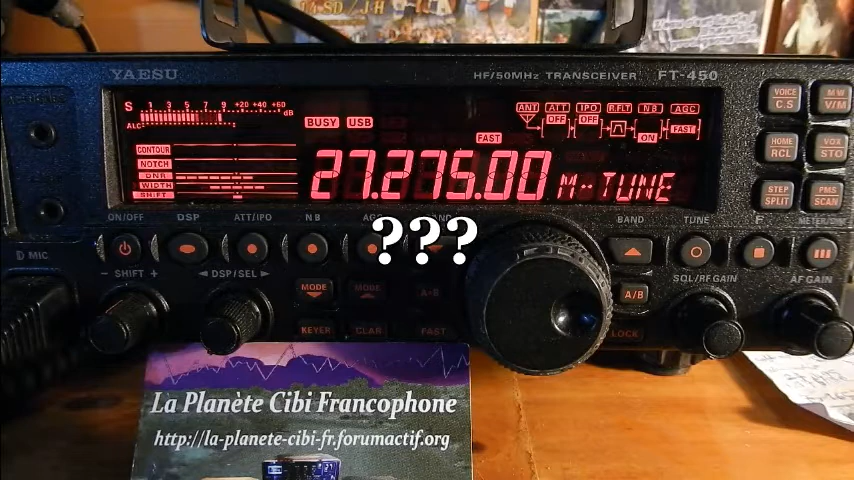 YAESU
HF/50MHz TRANSCEIVER FT-450
S 1 3 5 7 9 +20 +40 +60 dB
ALC
BUSY USB
ANT ATT IPO R.FLT NB AGC
OFF OFF ON FAST
FAST
CONTOUR
NOTCH
DNR
WIDTH
SHIFT
27.275.00 M-TUNE
VOICE C.S
M/W V/M
HOME RCL
VOX STO
STEP SPLIT
PMS SCAN
ON/OFF DSP ATT/IPO NB AGC BAND BAND TUNE F METER/DIM
???
MIC
- SHIFT +
◄ DSP/SEL ►
MODE MODE A=B A/B
SQL/RF GAIN AF GAIN
KEYER CLAR FAST LOCK
La Planète Cibi Francophone
http://la-planete-cibi-fr.forumactif.org